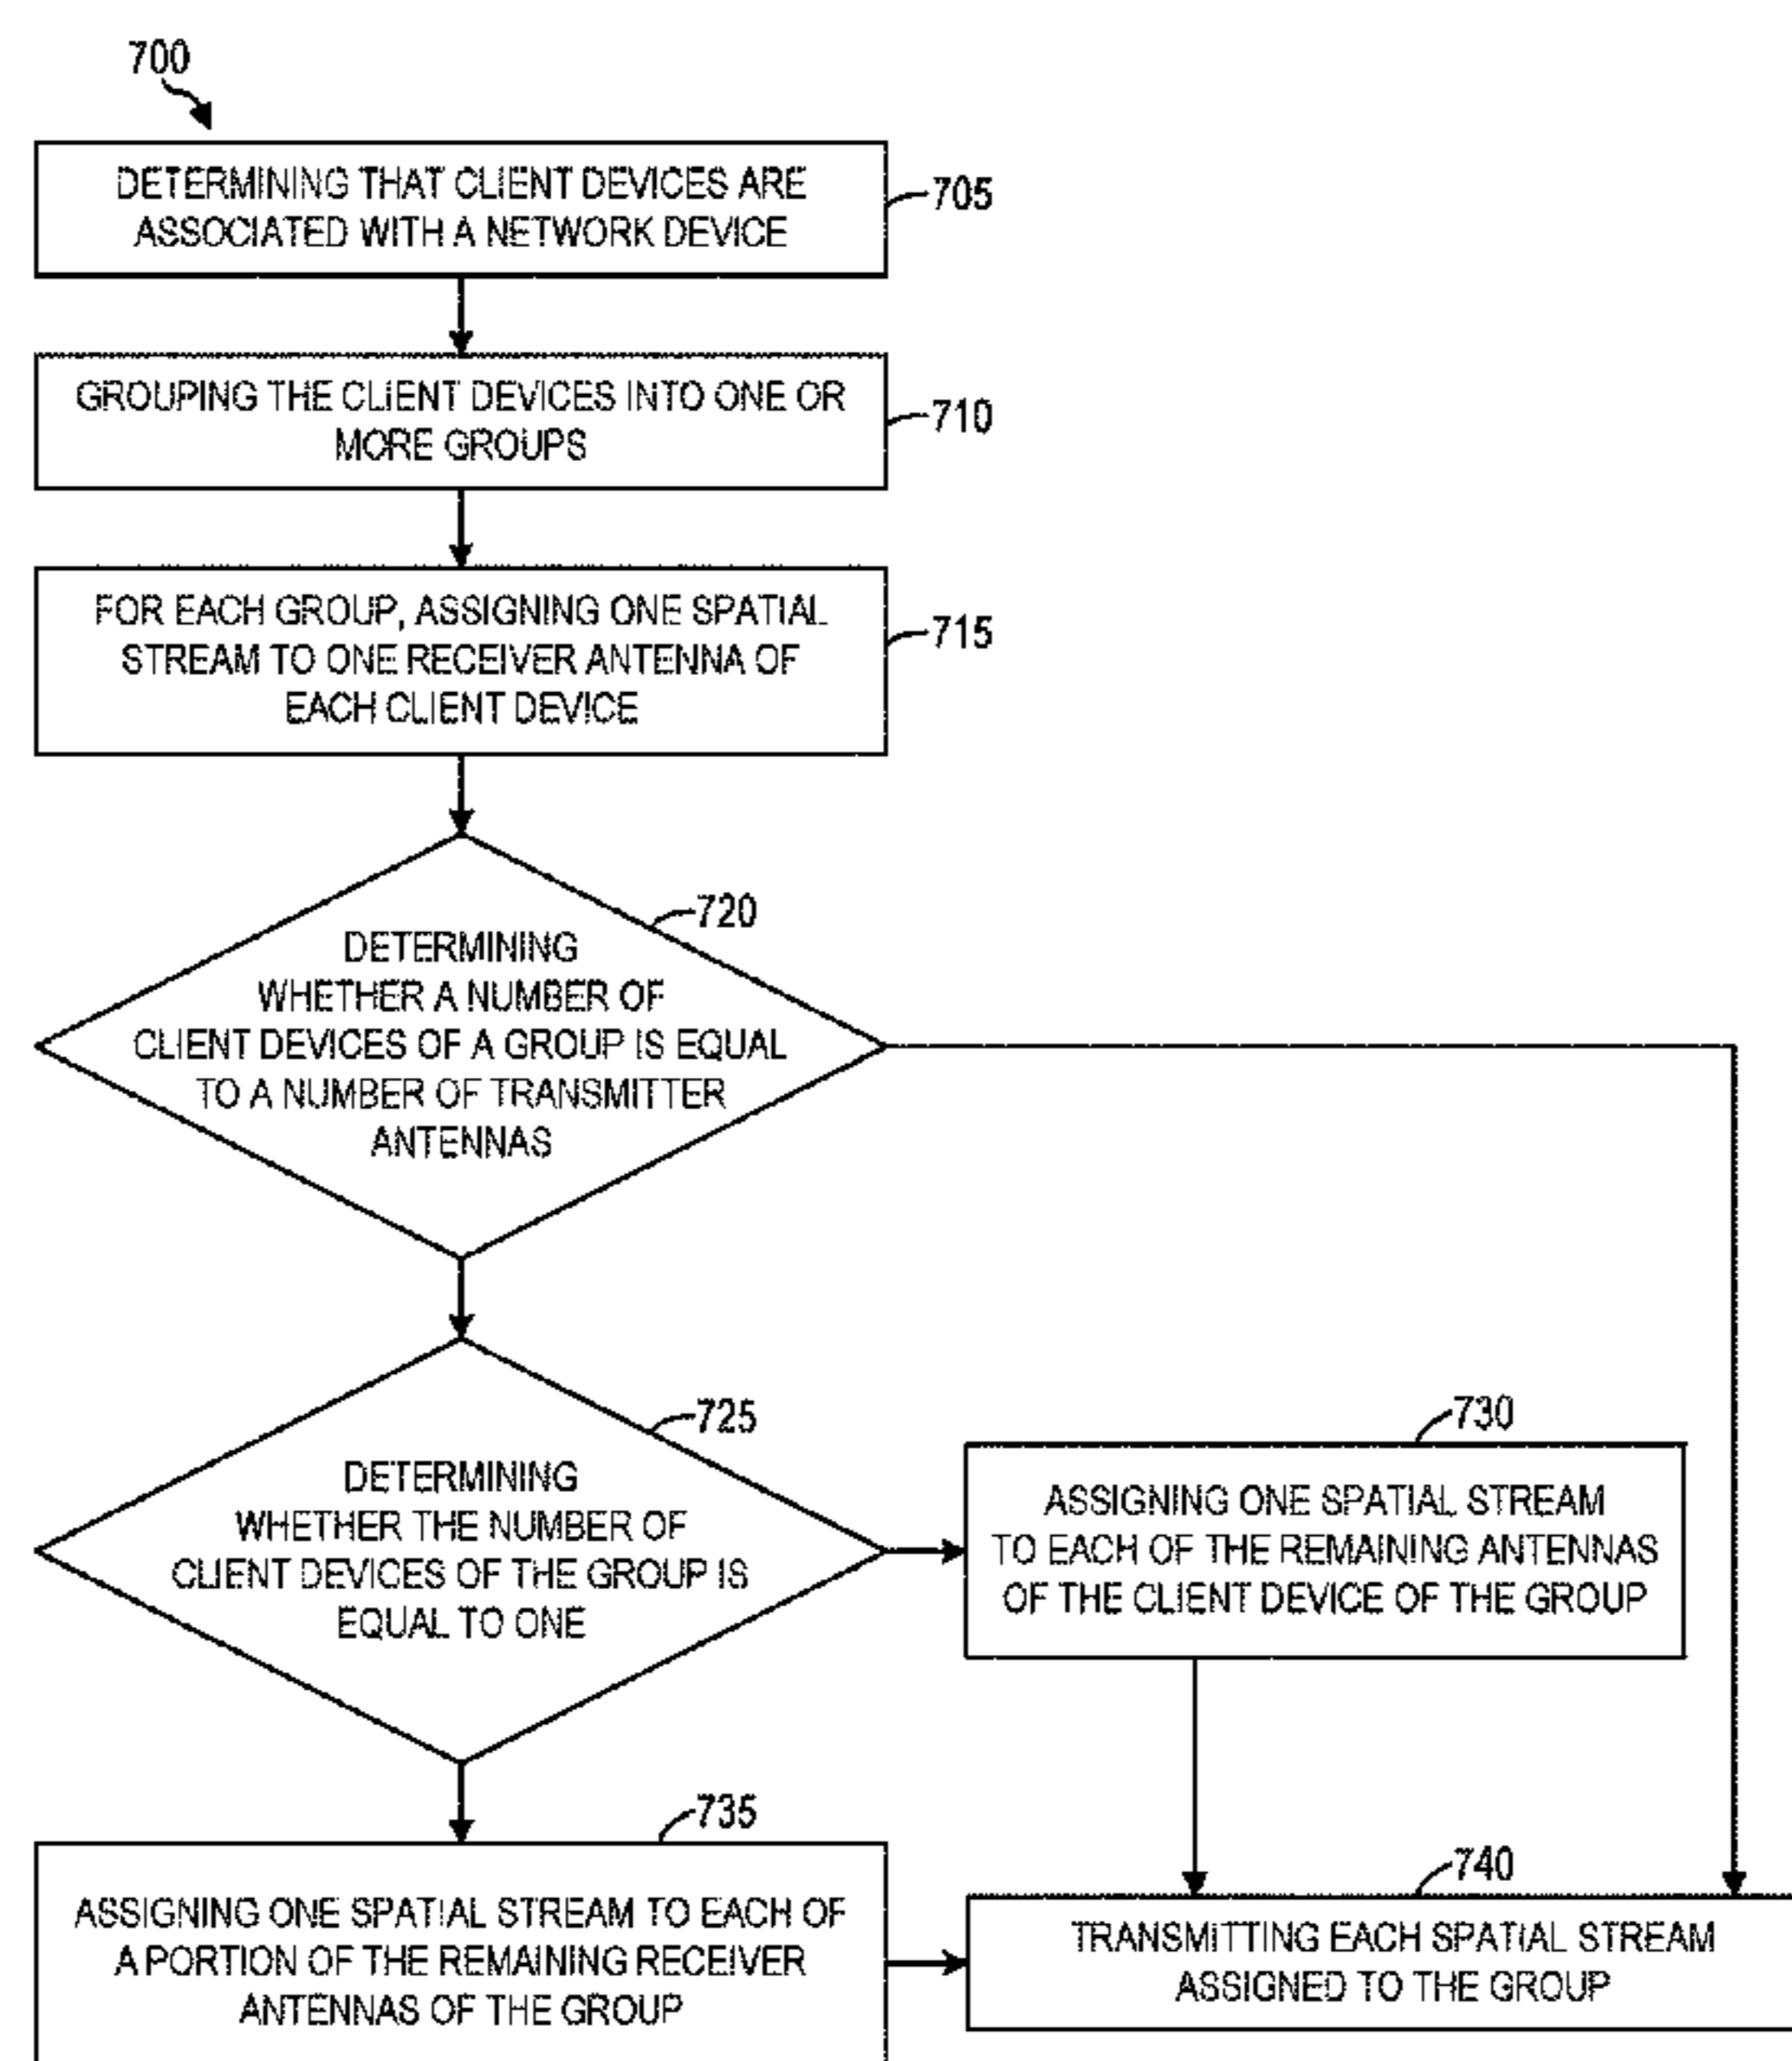 700
DETERMINING THAT CLIENT DEVICES ARE
ASSOCIATED WITH A NETWORK DEVICE
705
GROUPING THE CLIENT DEVICES INTO ONE OR
MORE GROUPS
710
FOR EACH GROUP, ASSIGNING ONE SPATIAL
STREAM TO ONE RECEIVER ANTENNA OF
EACH CLIENT DEVICE
715
720
DETERMINING
WHETHER A NUMBER OF
CLIENT DEVICES OF A GROUP IS EQUAL
TO A NUMBER OF TRANSMITTER
ANTENNAS
725
DETERMINING
WHETHER THE NUMBER OF
CLIENT DEVICES OF THE GROUP IS
EQUAL TO ONE
730
ASSIGNING ONE SPATIAL STREAM
TO EACH OF THE REMAINING ANTENNAS
OF THE CLIENT DEVICE OF THE GROUP
735
ASSIGNING ONE SPATIAL STREAM TO EACH OF
A PORTION OF THE REMAINING RECEIVER
ANTENNAS OF THE GROUP
740
TRANSMITTING EACH SPATIAL STREAM
ASSIGNED TO THE GROUP